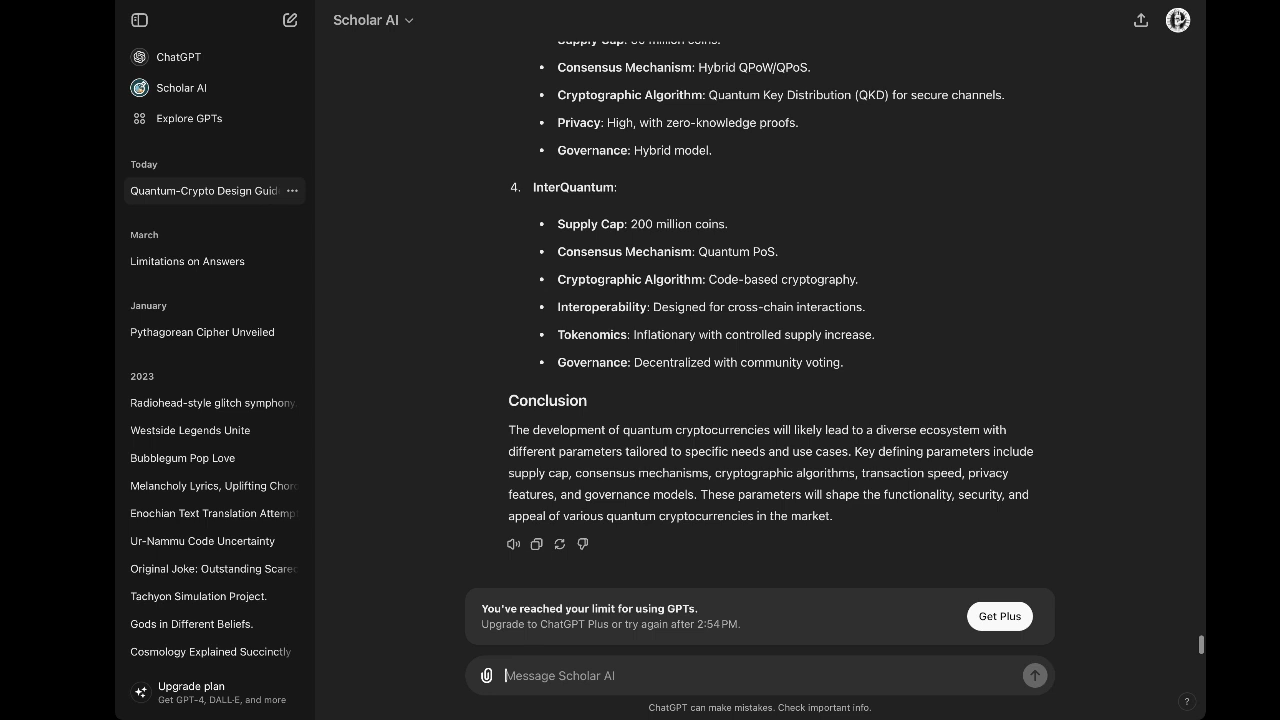 ChatGPT
Scholar AI
Explore GPTs
Today
Quantum-Crypto Design Guid
March
Limitations on Answers
January
Pythagorean Cipher Unveiled
2023
Radiohead-style glitch symphony.
Westside Legends Unite
Bubblegum Pop Love
Melancholy Lyrics, Uplifting Chor
Enochian Text Translation Attemp
Ur-Nammu Code Uncertainty
Original Joke: Outstanding Scarec
Tachyon Simulation Project.
Gods in Different Beliefs.
Cosmology Explained Succinctly
Upgrade plan
Get GPT-4, DALL·E, and more
Scholar AI
• Consensus Mechanism: Hybrid QPoW/QPoS.
• Cryptographic Algorithm: Quantum Key Distribution (QKD) for secure channels.
• Privacy: High, with zero-knowledge proofs.
• Governance: Hybrid model.
4. InterQuantum:
• Supply Cap: 200 million coins.
• Consensus Mechanism: Quantum PoS.
• Cryptographic Algorithm: Code-based cryptography.
• Interoperability: Designed for cross-chain interactions.
• Tokenomics: Inflationary with controlled supply increase.
• Governance: Decentralized with community voting.
Conclusion
The development of quantum cryptocurrencies will likely lead to a diverse ecosystem with
different parameters tailored to specific needs and use cases. Key defining parameters include
supply cap, consensus mechanisms, cryptographic algorithms, transaction speed, privacy
features, and governance models. These parameters will shape the functionality, security, and
appeal of various quantum cryptocurrencies in the market.
You've reached your limit for using GPTs.
Upgrade to ChatGPT Plus or try again after 2:54 PM.
Get Plus
Message Scholar AI
ChatGPT can make mistakes. Check important info.
?